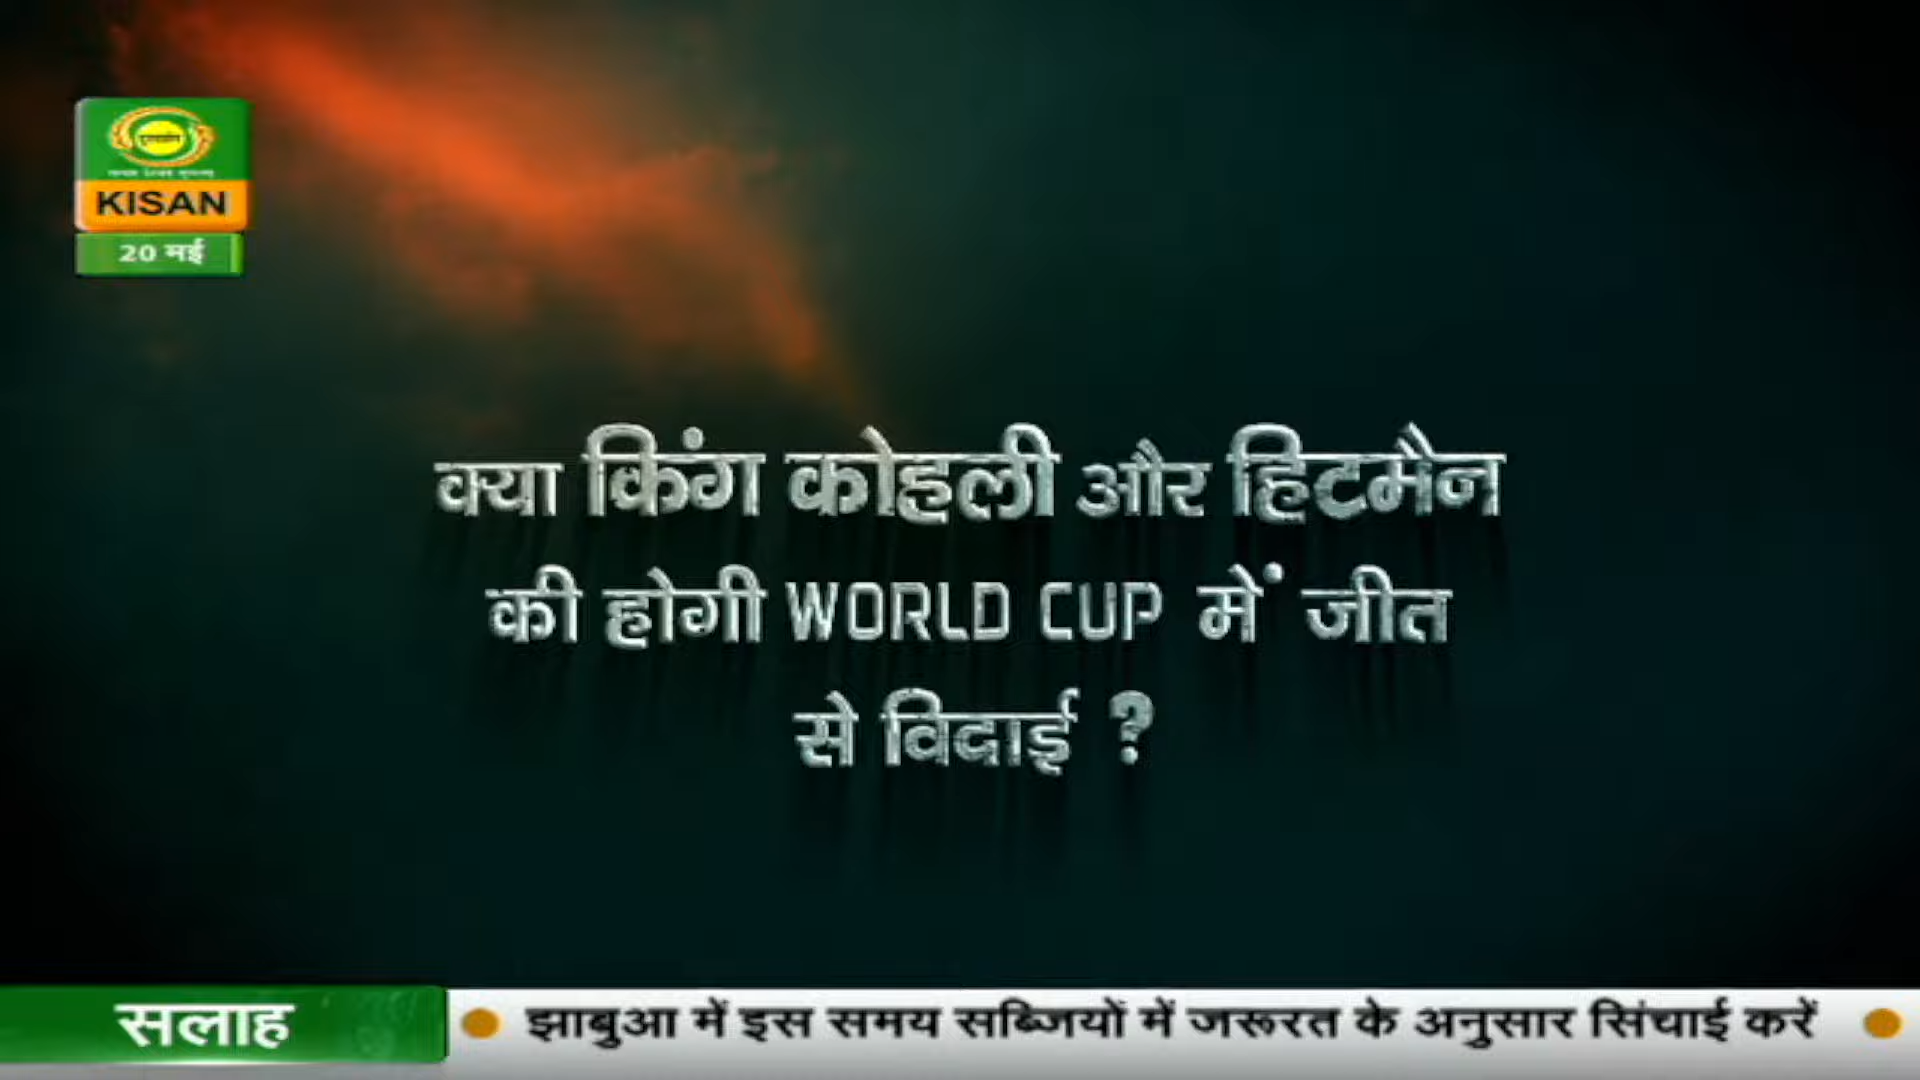 KISAN
20 मई
क्या किंग कोहली और हिटमैन
की होगी WORLD CUP में जीत
से विदाई ?
सलाह
झाबुआ में इस समय सब्जियों में जरूरत के अनुसार सिंचाई करें